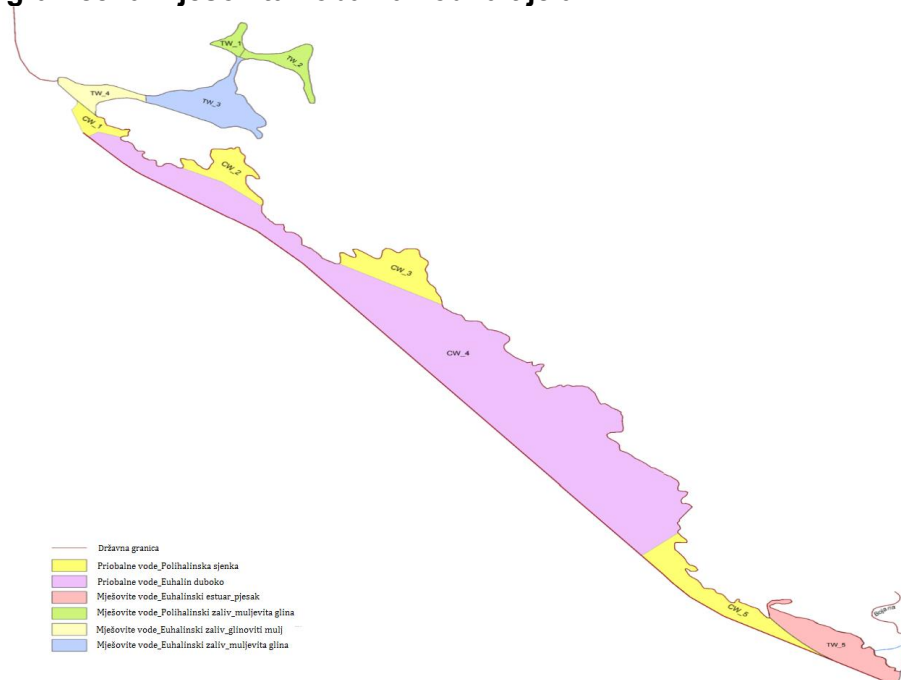 TW_1
TW_2
TW_3
TW_4
CW_1
CW_2
CW_3
CW_4
CW_5
TW_5
Bojana
Državna granica
Priobalne vode_Polihalinska sjenka
Priobalne vode_Euhalin duboko
Mješovite vode_Euhalinski estuar_pjesak
Mješovite vode_Polihalinski zaliv_muljevita glina
Mješovite vode_Euhalinski zaliv_glinoviti mulj
Mješovite vode_Euhalinski zaliv_muljevita glina